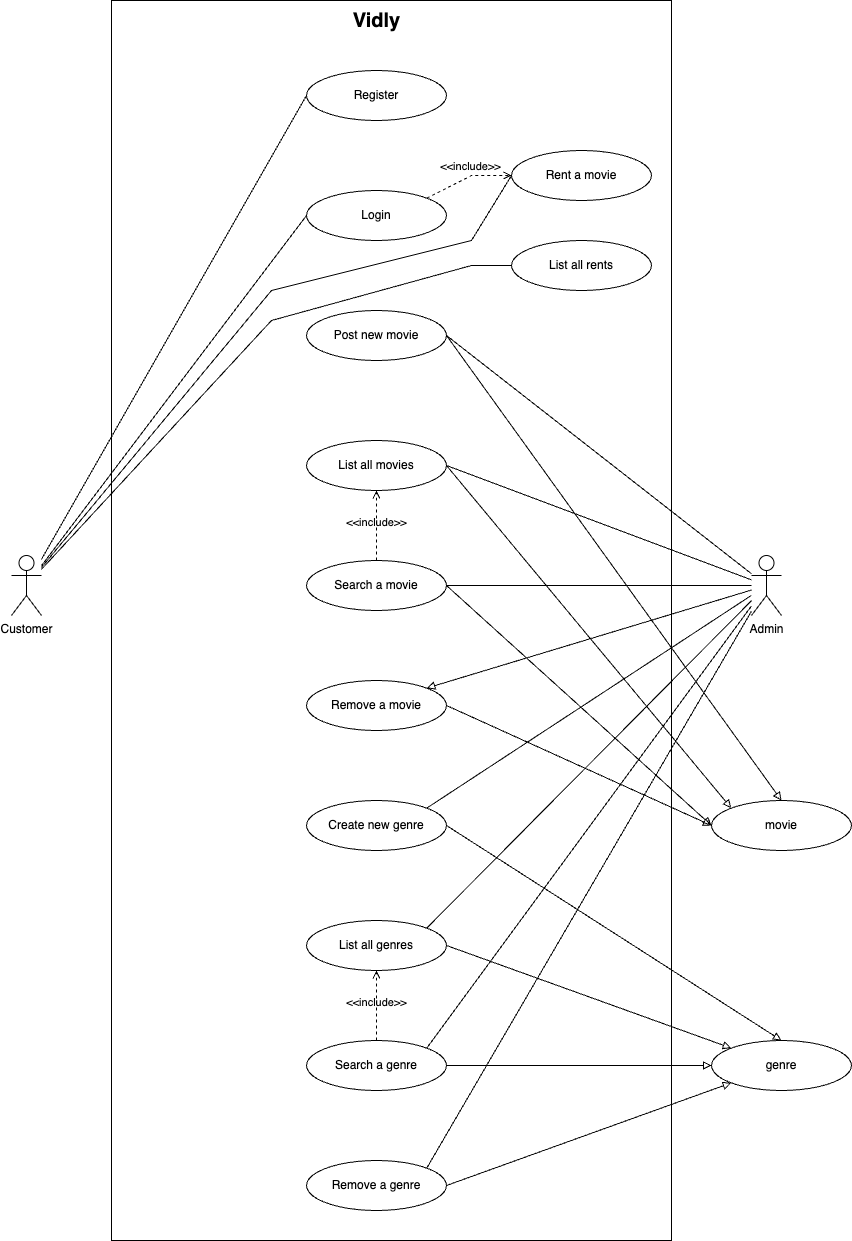 Vidly
Register
<<include>>
Rent a movie
Login
List all rents
Post new movie
List all movies
<<include>>
Search a movie
Customer
Admin
Remove a movie
Create new genre
movie
List all genres
<<include>>
Search a genre
genre
Remove a genre